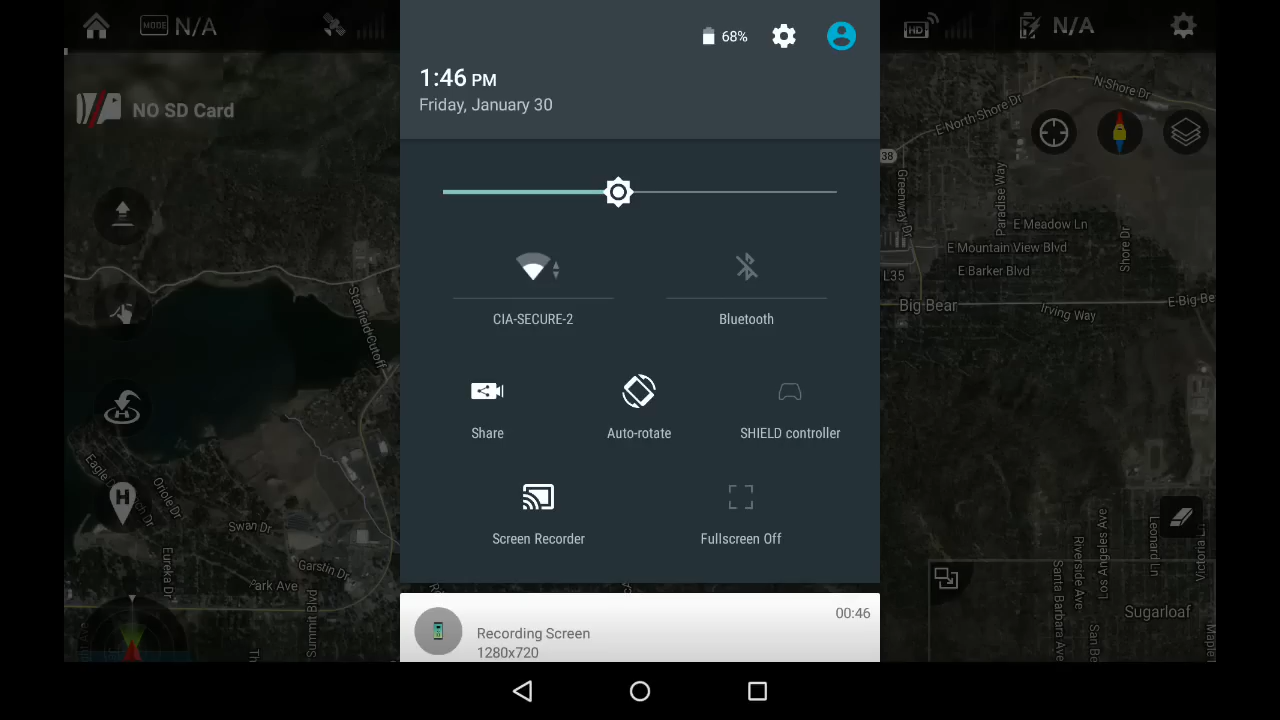 MODE N/A
68%
HD
N/A
1:46 PM
Friday, January 30
NO SD Card
N Shore Dr
E North Shore Dr
38
Greenway Dr
Paradise Way
E Meadow Ln
E Mountain View Blvd
Shore Dr
E Barker Blvd
L35
Big Bear
Irving Way
E Big Be
Stanfield Cutoff
CIA-SECURE-2
Bluetooth
Share
Auto-rotate
SHIELD controller
H
Oriole Dr
Swan Dr
Eureka Dr
Garstin Dr
Park Ave
Summit Blvd
Screen Recorder
Fullscreen Off
Leonard Ln
Victoria L
Los Angeles Ave
Riverside Ave
Santa Barbara Ave
San Be
Sugarloaf
Maple
Th
00:46
Recording Screen
1280x720